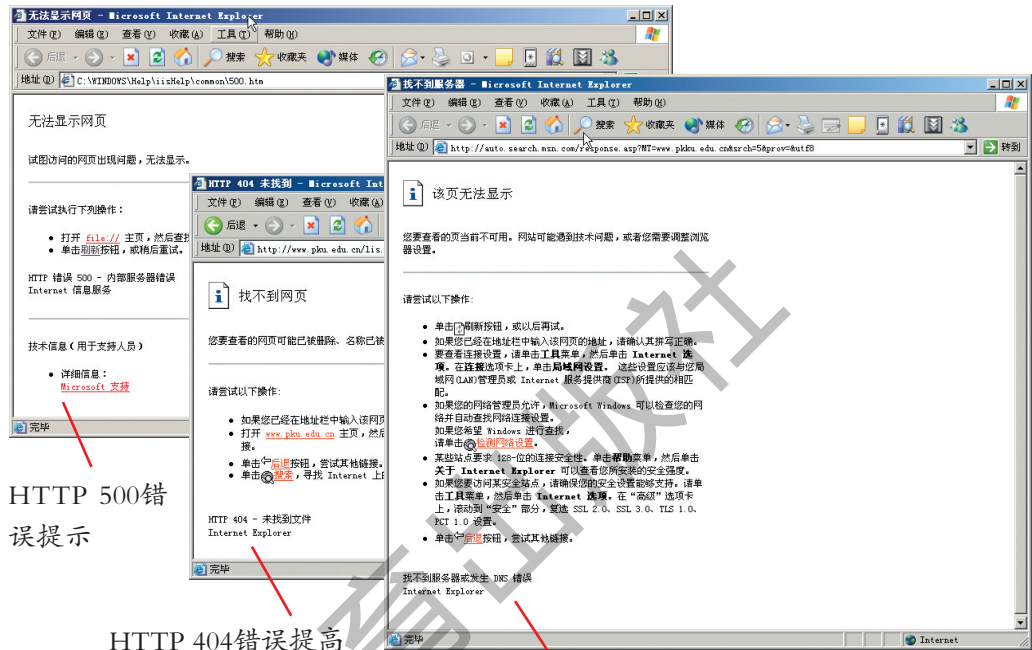 无法显示网页 - Microsoft Internet Explorer
文件(F) 编辑(E) 查看(V) 收藏(A) 工具(T) 帮助(H)
后退 搜索 收藏夹 媒体
地址(D) C:\WINDOWS\Help\iisHelp\common\500.htm
无法显示网页
试图访问的网页出现问题，无法显示。
请尝试执行下列操作：
• 打开 file:// 主页，然后查找
• 单击刷新按钮，或稍后重试。
HTTP 错误 500 - 内部服务器错误
Internet 信息服务
技术信息（用于支持人员）
• 详细信息：
Microsoft 支持
完毕
HTTP 500错
误提示
HTTP 404 未找到 - Microsoft Int
文件(F) 编辑(E) 查看(V) 收藏(A)
后退
地址(D) http://www.pku.edu.cn/lis.
找不到网页
您要查看的网页可能已被删除、名称已被
请尝试以下操作:
• 如果您已经在地址栏中输入该网页
• 打开 www.pku.edu.cn 主页，然后
接。
• 单击后退按钮，尝试其他链接。
• 单击搜索，寻找 Internet 上的
HTTP 404 - 未找到文件
Internet Explorer
完毕
HTTP 404错误提高
找不到服务器 - Microsoft Internet Explorer
文件(F) 编辑(E) 查看(V) 收藏(A) 工具(T) 帮助(H)
后退 搜索 收藏夹 媒体
地址(D) http://auto.search.msn.com/response.asp?MT=www.pkku.edu.cn&srch=5&prov=&utf8 转到
该页无法显示
您要查看的页当前不可用。网站可能遇到技术问题，或者您需要调整浏览
器设置。
请尝试以下操作:
• 单击刷新按钮，或以后再试。
• 如果您已经在地址栏中输入该网页的地址，请确认其拼写正确。
• 要查看连接设置，请单击工具菜单，然后单击 Internet 选
项。在连接选项卡上，单击局域网设置。 这些设置应该与您局
域网(LAN)管理员或 Internet 服务提供商(ISP)所提供的相匹
配。
• 如果您的网络管理员允许，Microsoft Windows 可以检查您的网
络并自动查找网络连接设置。
如果您希望 Windows 进行查找，
请单击检测网络设置。
• 某些站点要求 128-位的连接安全性。单击帮助菜单，然后单击
关于 Internet Explorer 可以查看您所安装的安全强度。
• 如果您要访问某安全站点，请确保您的安全设置能够支持。请单
击工具菜单，然后单击 Internet 选项。在“高级”选项卡
上，滚动到“安全”部分，复选 SSL 2.0、SSL 3.0、TLS 1.0、
PCT 1.0 设置。
• 单击后退按钮，尝试其他链接。
找不到服务器或发生 DNS 错误
Internet Explorer
完毕 Internet
育出版社